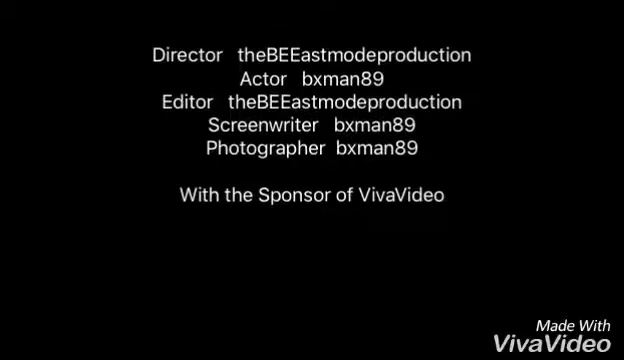 Director theBEEastmodeproduction
Actor bxman89
Editor theBEEastmodeproduction
Screenwriter bxman89
Photographer bxman89
With the Sponsor of VivaVideo
Made With
VivaVideo